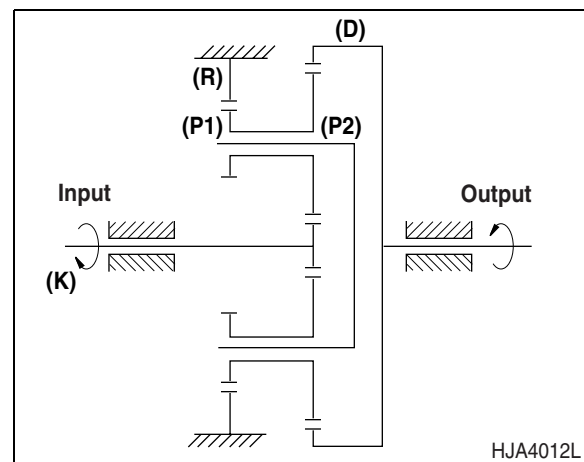 (D)
(R)
(P1) (P2)
Input Output
(K)
HJA4012L